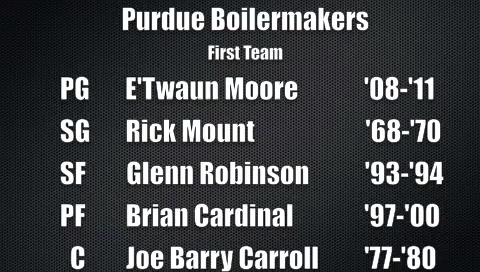 Purdue Boilermakers
First Team
PG E'Twaun Moore '08-'11
SG Rick Mount '68-'70
SF Glenn Robinson '93-'94
PF Brian Cardinal '97-'00
C Joe Barry Carroll '77-'80